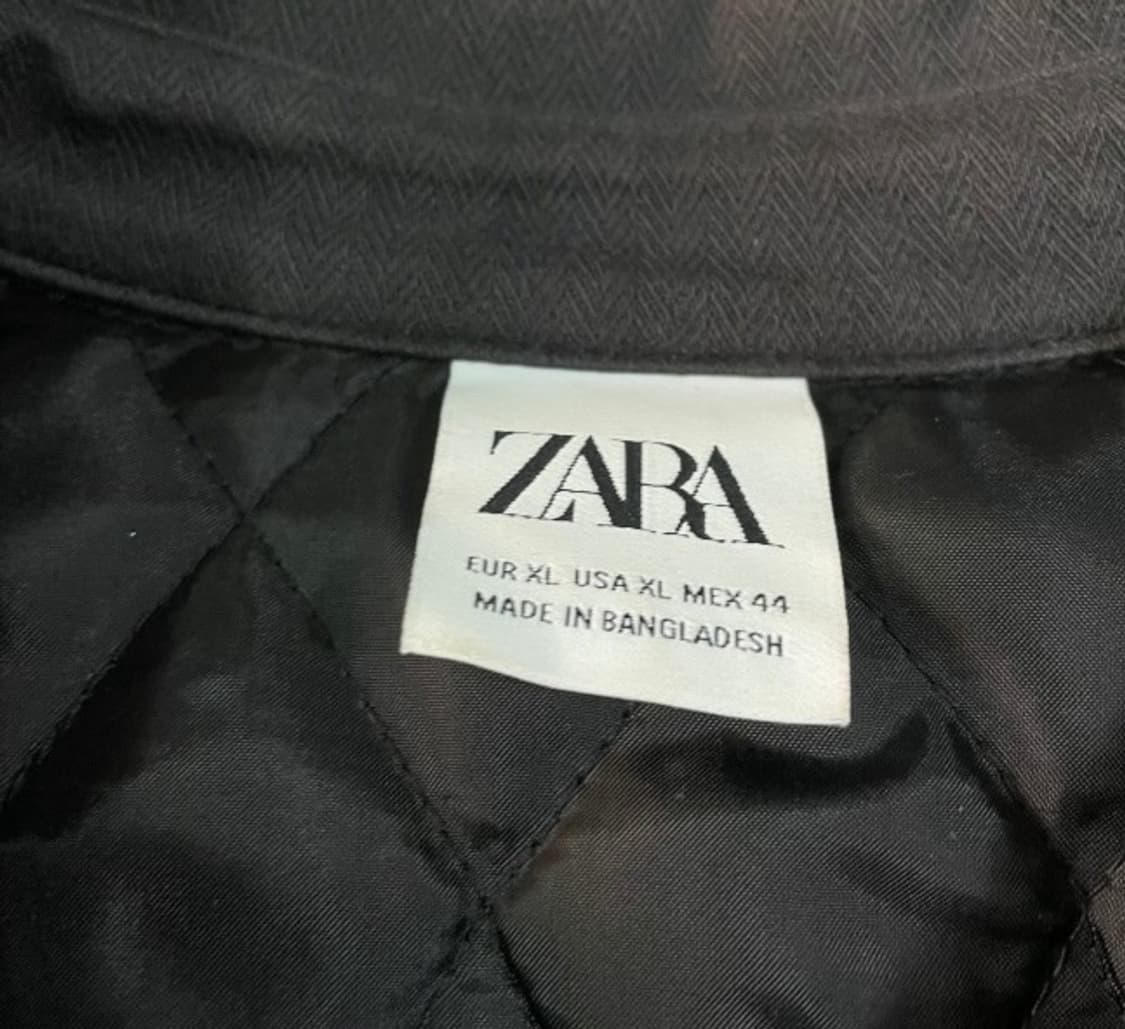 ZARA
EUR XL USA XL MEX 44
MADE IN BANGLADESH